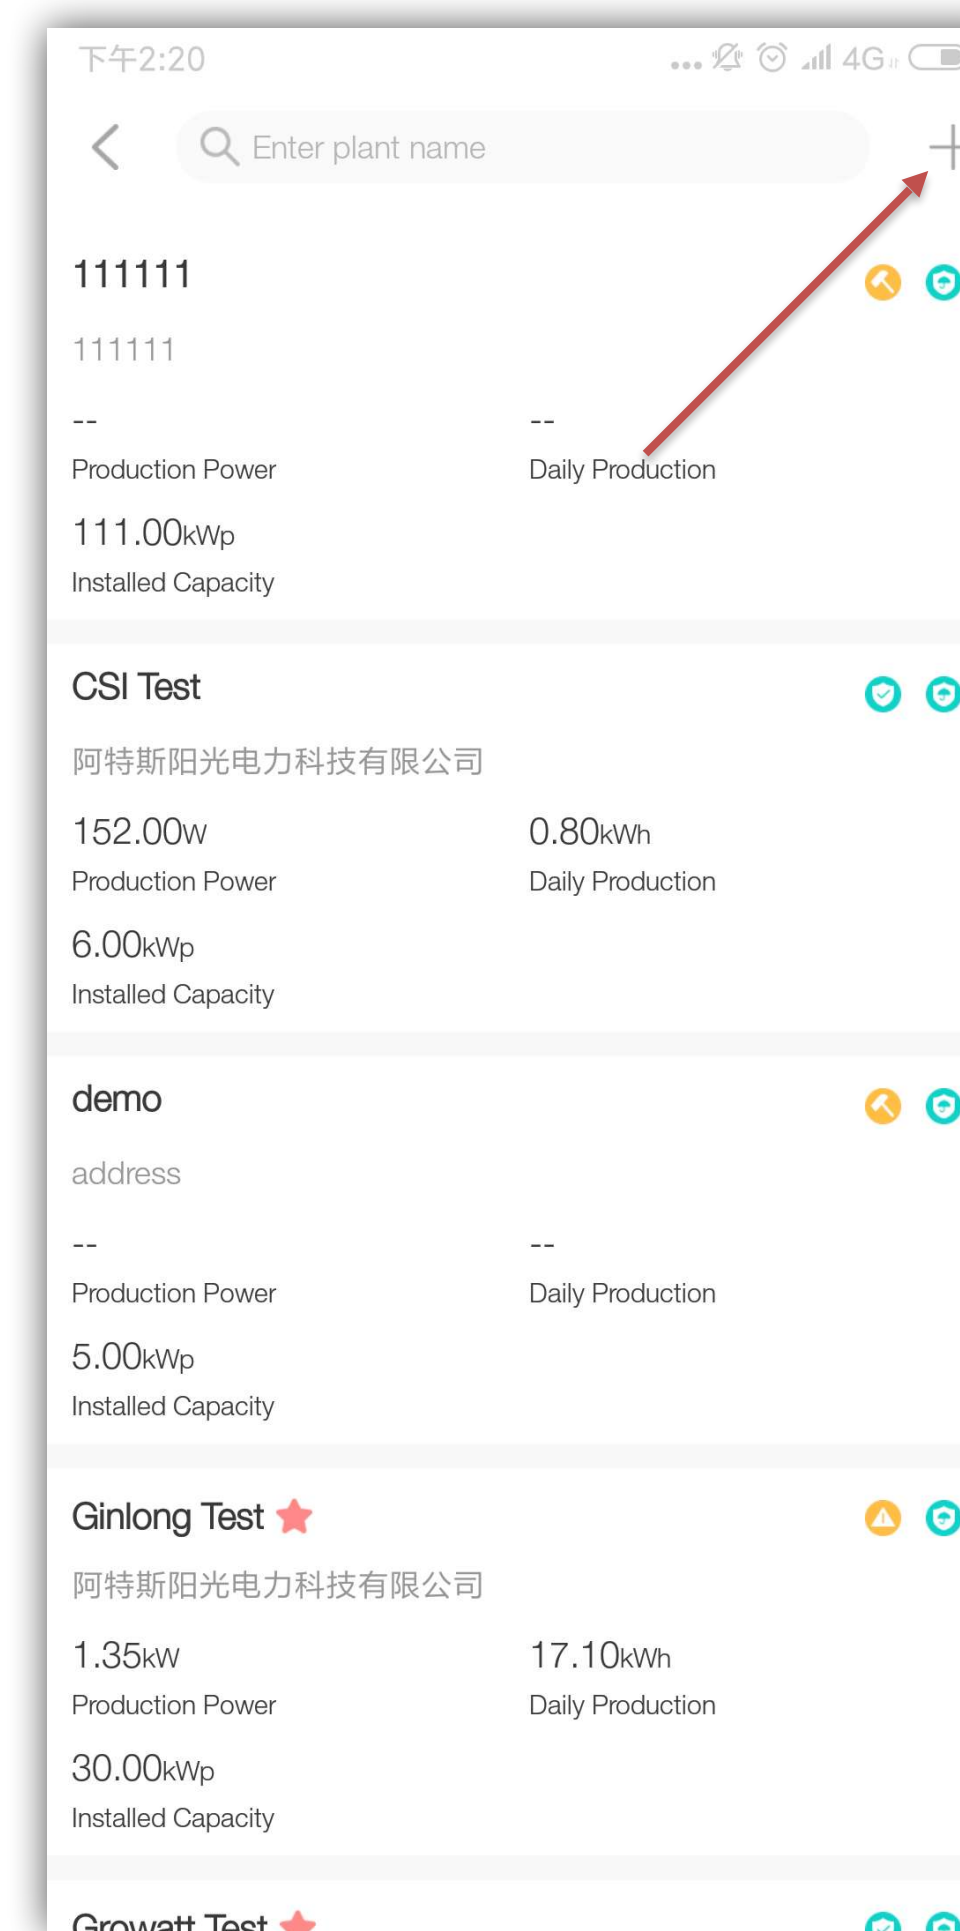 下午2:20 ... 4G
Enter plant name
111111
111111
-- --
Production Power Daily Production
111.00kWp
Installed Capacity
CSI Test
阿特斯阳光电力科技有限公司
152.00W 0.80kWh
Production Power Daily Production
6.00kWp
Installed Capacity
demo
address
-- --
Production Power Daily Production
5.00kWp
Installed Capacity
Ginlong Test
阿特斯阳光电力科技有限公司
1.35kW 17.10kWh
Production Power Daily Production
30.00kWp
Installed Capacity
Growatt Test